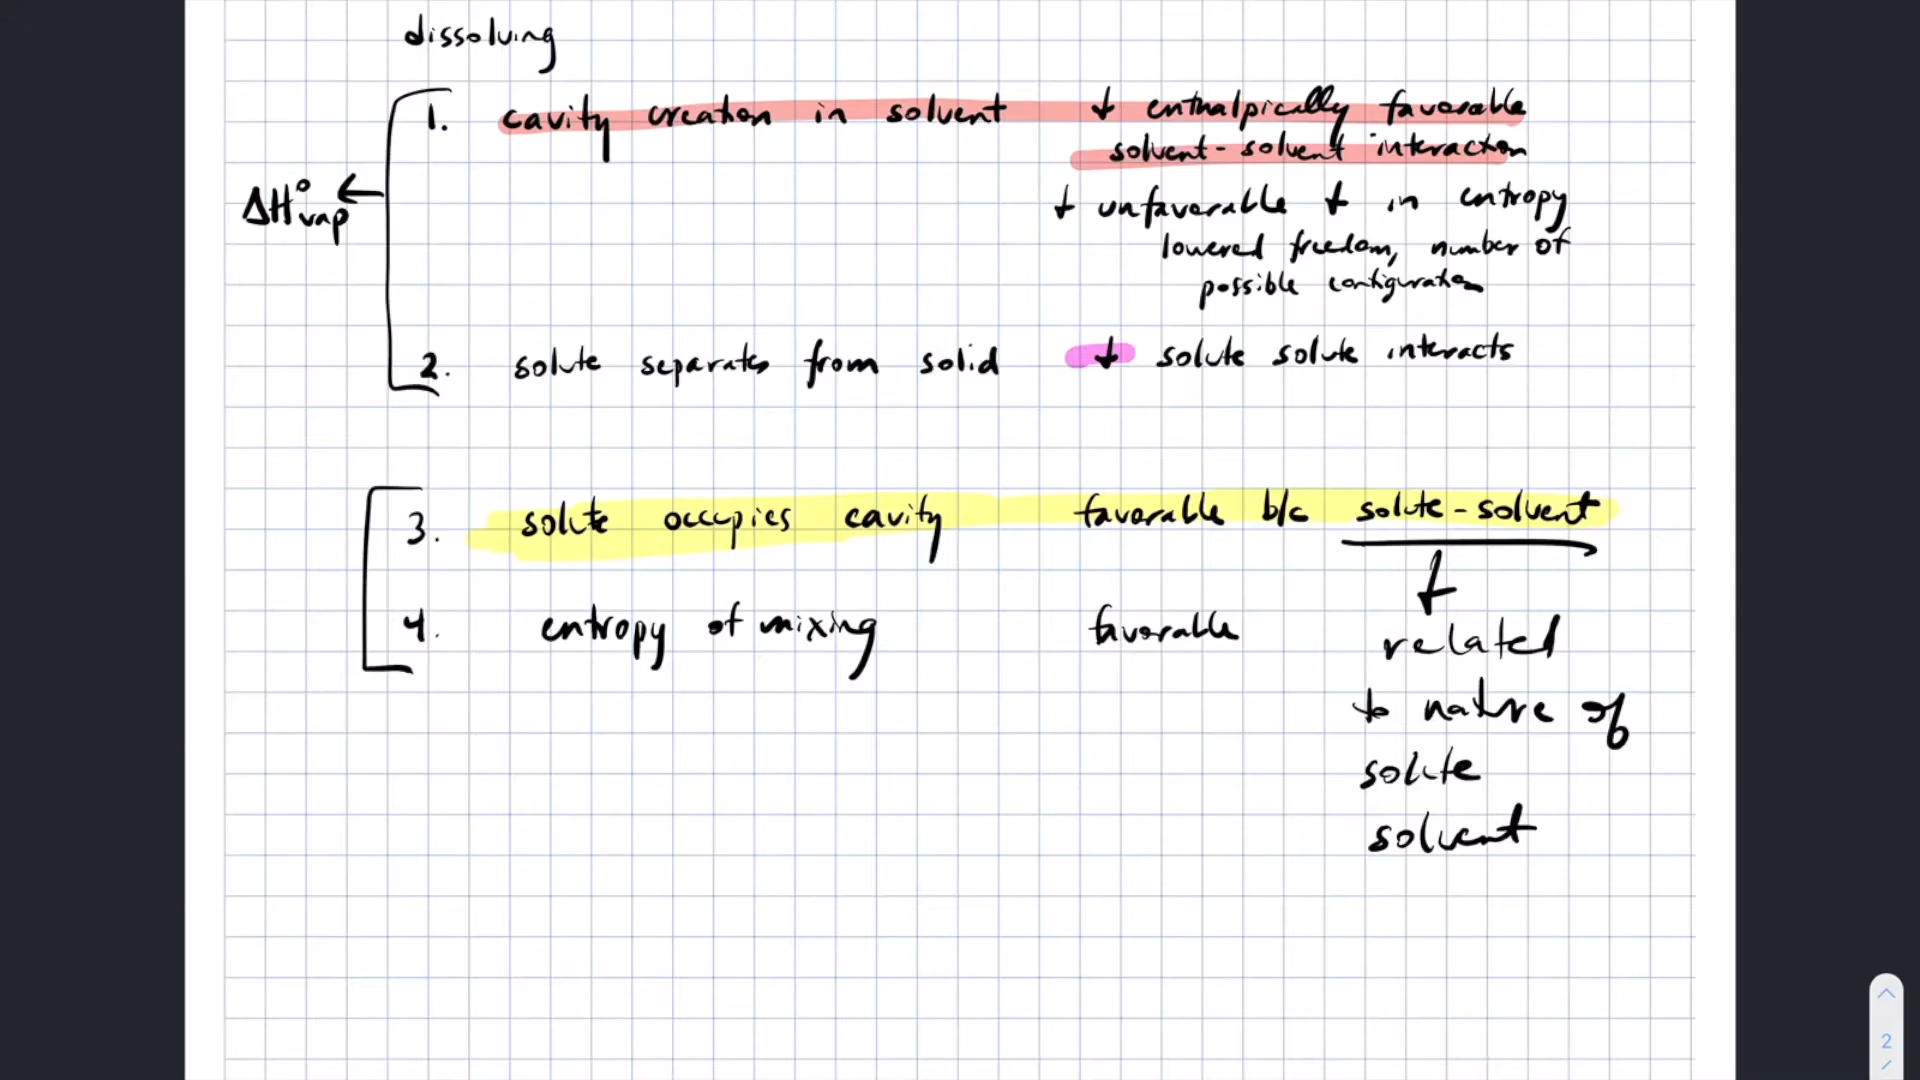 dissolving
1. cavity creation in solvent ↓ enthalpically favorable
solvent-solvent interaction
↓ unfavorable ↓ in entropy
lowered freedom, number of
possible configuration
ΔH°vap ←
2. solute separates from solid ↓ solute solute interacts
3. solute occupies cavity favorable b/c solute-solvent
4. entropy of mixing favorable
↓
related
to nature of
solute
solvent
2